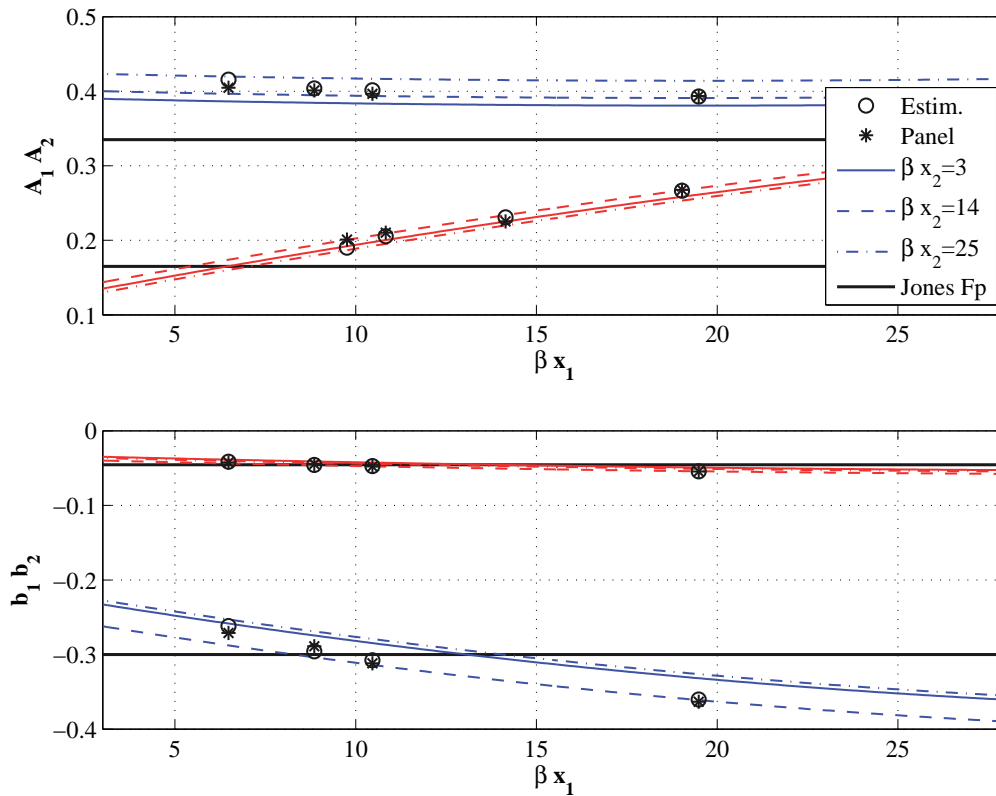 0.5
0.4
0.3
0.2
0.1
A₁ A₂
5
10
15
20
25
β x₁
Estim.
Panel
β x₂=3
β x₂=14
β x₂=25
Jones Fp
0
−0.1
−0.2
−0.3
−0.4
b₁ b₂
5
10
15
20
25
β x₁